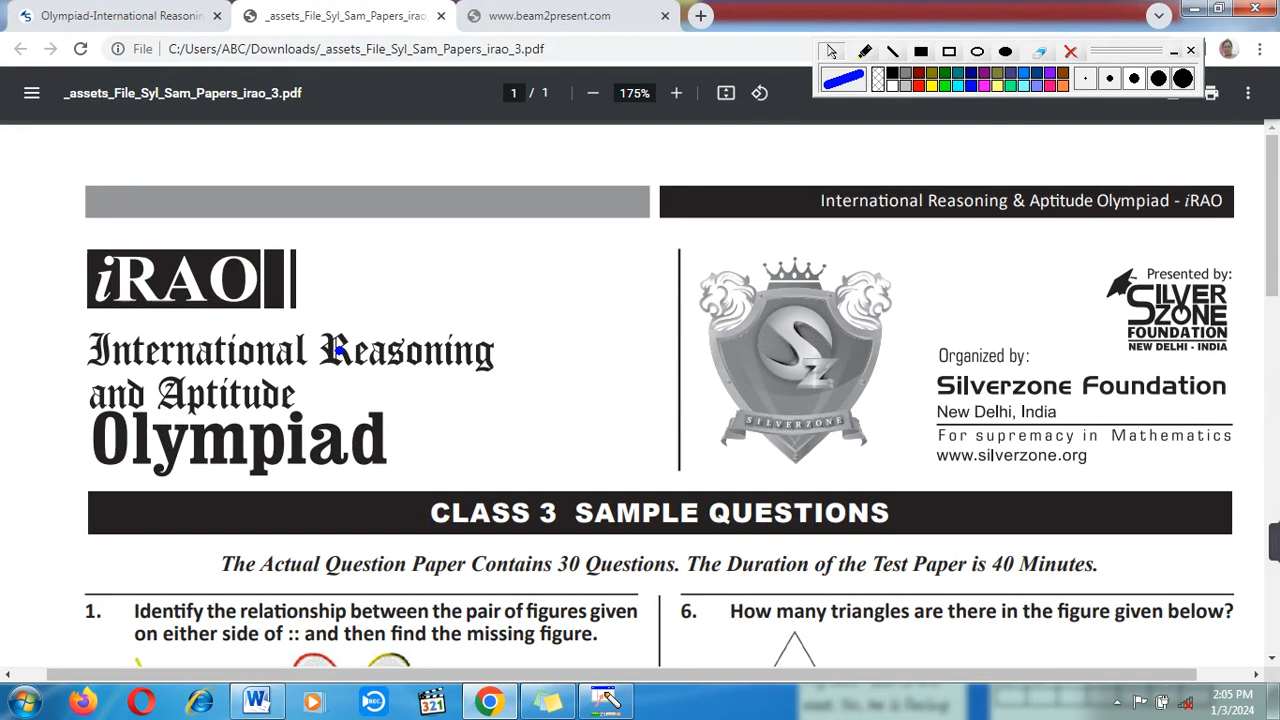 Olympiad-International Reasonin
_assets_File_Syl_Sam_Papers_irao_
www.beam2present.com
File
C:/Users/ABC/Downloads/_assets_File_Syl_Sam_Papers_irao_3.pdf
_assets_File_Syl_Sam_Papers_irao_3.pdf
1 / 1
175%
International Reasoning & Aptitude Olympiad - iRAO
iRAO
International Reasoning
and Aptitude
Olympiad
SZ
SILVERZONE
Presented by:
SILVER
ZONE
FOUNDATION
NEW DELHI - INDIA
Organized by:
Silverzone Foundation
New Delhi, India
For supremacy in Mathematics
www.silverzone.org
CLASS 3 SAMPLE QUESTIONS
The Actual Question Paper Contains 30 Questions. The Duration of the Test Paper is 40 Minutes.
1. Identify the relationship between the pair of figures given
on either side of :: and then find the missing figure.
6. How many triangles are there in the figure given below?
W
REC
321
2:05 PM
1/3/2024